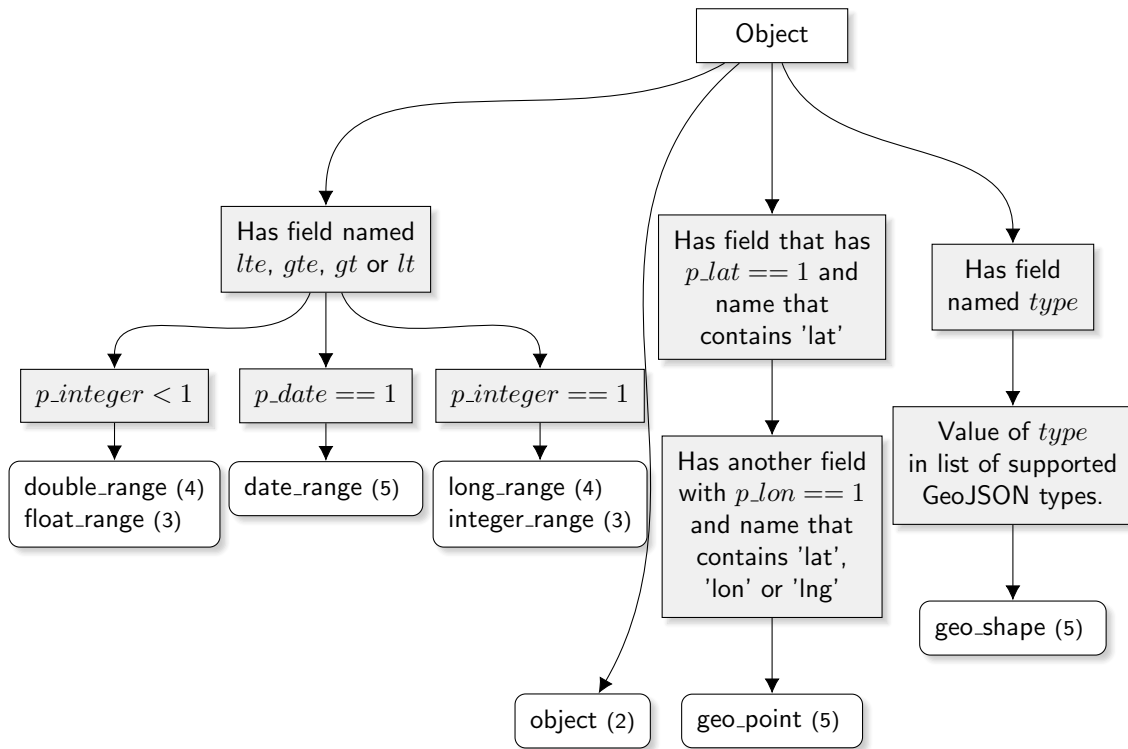 Object
Has field named
lte, gte, gt or lt
Has field that has
p_lat == 1 and
name that
contains 'lat'
Has field
named type
p_integer < 1
p_date == 1
p_integer == 1
Value of type
in list of supported
GeoJSON types.
Has another field
with p_lon == 1
and name that
contains 'lat',
'lon' or 'lng'
double_range (4)
float_range (3)
date_range (5)
long_range (4)
integer_range (3)
geo_shape (5)
object (2)
geo_point (5)